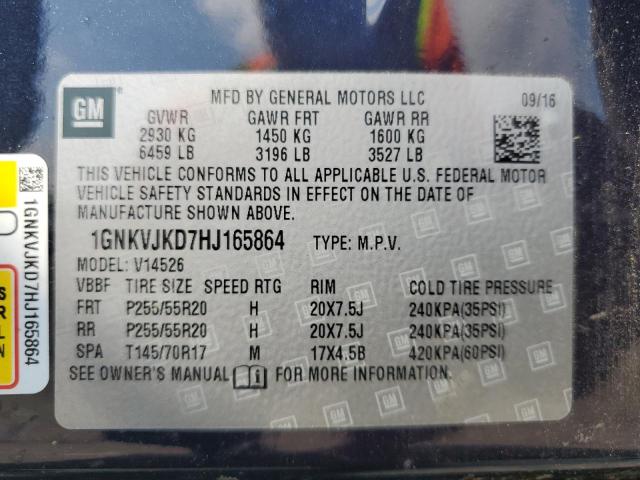 GM
MFD BY GENERAL MOTORS LLC 09/16
GVWR GAWR FRT GAWR RR
2930 KG 1450 KG 1600 KG
6459 LB 3196 LB 3527 LB
THIS VEHICLE CONFORMS TO ALL APPLICABLE U.S. FEDERAL MOTOR
VEHICLE SAFETY STANDARDS IN EFFECT ON THE DATE OF
MANUFACTURE SHOWN ABOVE.
1GNKVJKD7HJ165864 TYPE: M.P.V.
MODEL: V14526
VBBF TIRE SIZE SPEED RTG RIM COLD TIRE PRESSURE
FRT P255/55R20 H 20X7.5J 240KPA(35PSI)
RR P255/55R20 H 20X7.5J 240KPA(35PSI)
SPA T145/70R17 M 17X4.5B 420KPA(60PSI)
SEE OWNER'S MANUAL FOR MORE INFORMATION.
1GNKVJKD7HJ165864